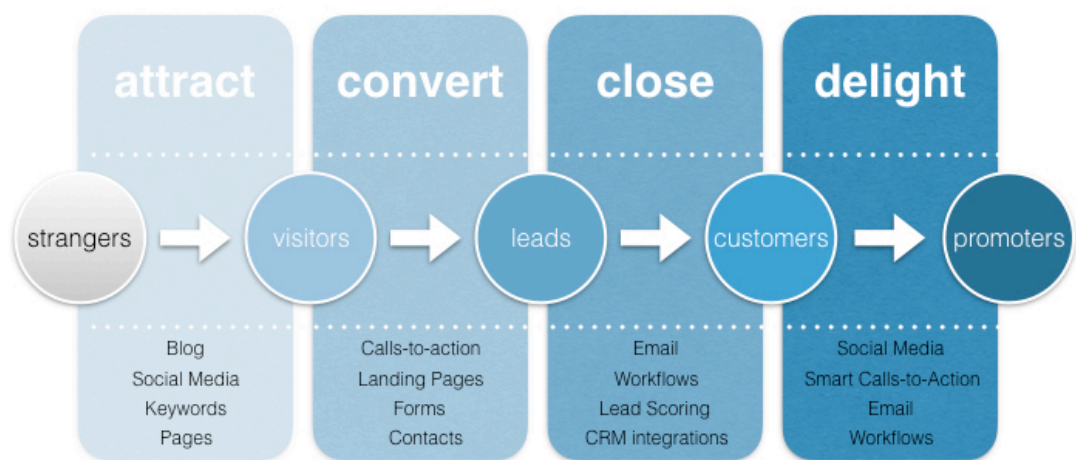 attract
convert
close
delight
strangers
visitors
leads
customers
promoters
Blog
Social Media
Keywords
Pages
Calls-to-action
Landing Pages
Forms
Contacts
Email
Workflows
Lead Scoring
CRM integrations
Social Media
Smart Calls-to-Action
Email
Workflows